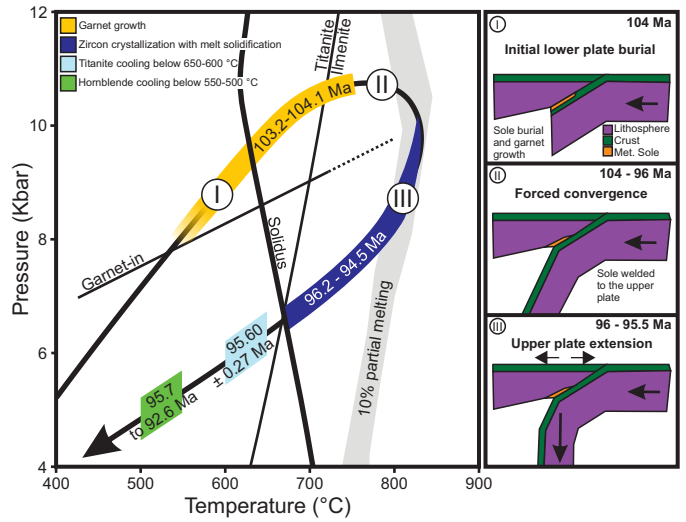 Garnet growth
Zircon crystallization with melt solidification
Titanite cooling below 650-600 °C
Hornblende cooling below 550-500 °C
Pressure (Kbar)
12
10
8
6
4
400
500
600
700
800
900
Temperature (°C)
Titanite
Ilmenite
103.2-104.1 Ma
II
I
III
Garnet-in
Solidus
96.2 - 94.5 Ma
95.60
± 0.27 Ma
95.7
to 92.6 Ma
10% partial melting
I
104 Ma
Initial lower plate burial
Sole burial
and garnet
growth
Lithosphere
Crust
Met. Sole
II
104 - 96 Ma
Forced convergence
Sole welded
to the upper
plate
III
96 - 95.5 Ma
Upper plate extension